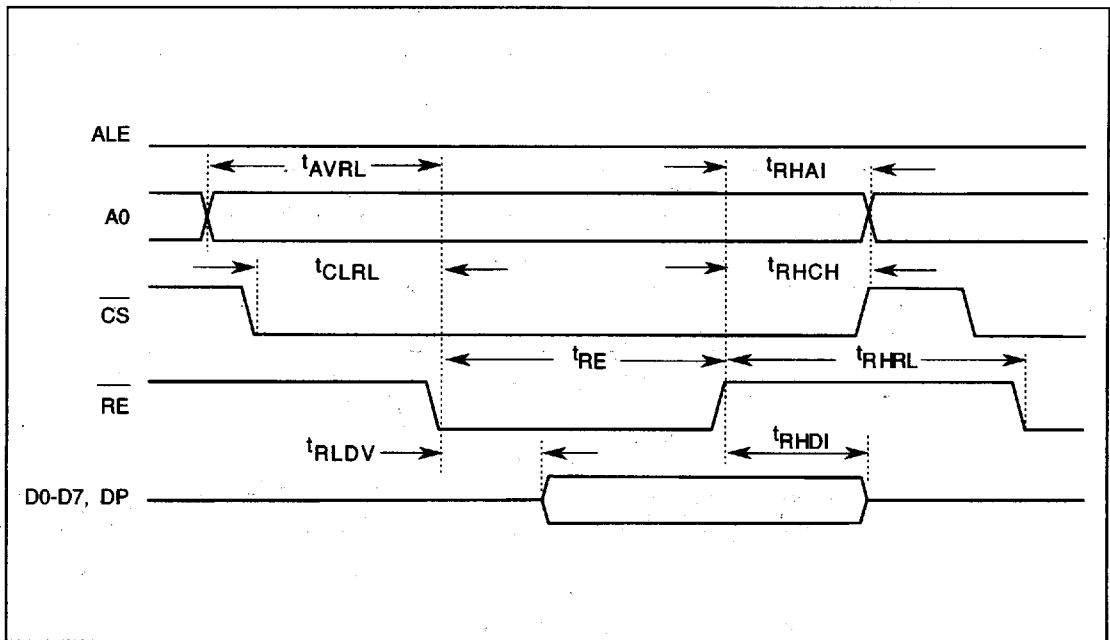 ALE
tAVRL
tRHAI
A0
tCLRL
tRHCH
CS
tRE
tRHRL
RE
tRLDV
tRHDI
D0-D7, DP